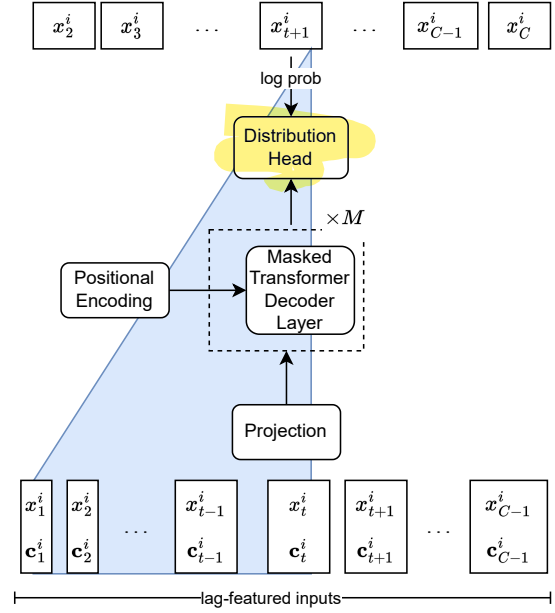 x_2^i x_3^i ... x_{t+1}^i ... x_{C-1}^i x_C^i
log prob
Distribution
Head
×M
Masked
Transformer
Decoder
Layer
Positional
Encoding
Projection
x_1^i x_2^i x_{t-1}^i x_t^i x_{t+1}^i x_{C-1}^i
... ...
c_1^i c_2^i c_{t-1}^i c_t^i c_{t+1}^i c_{C-1}^i
lag-featured inputs